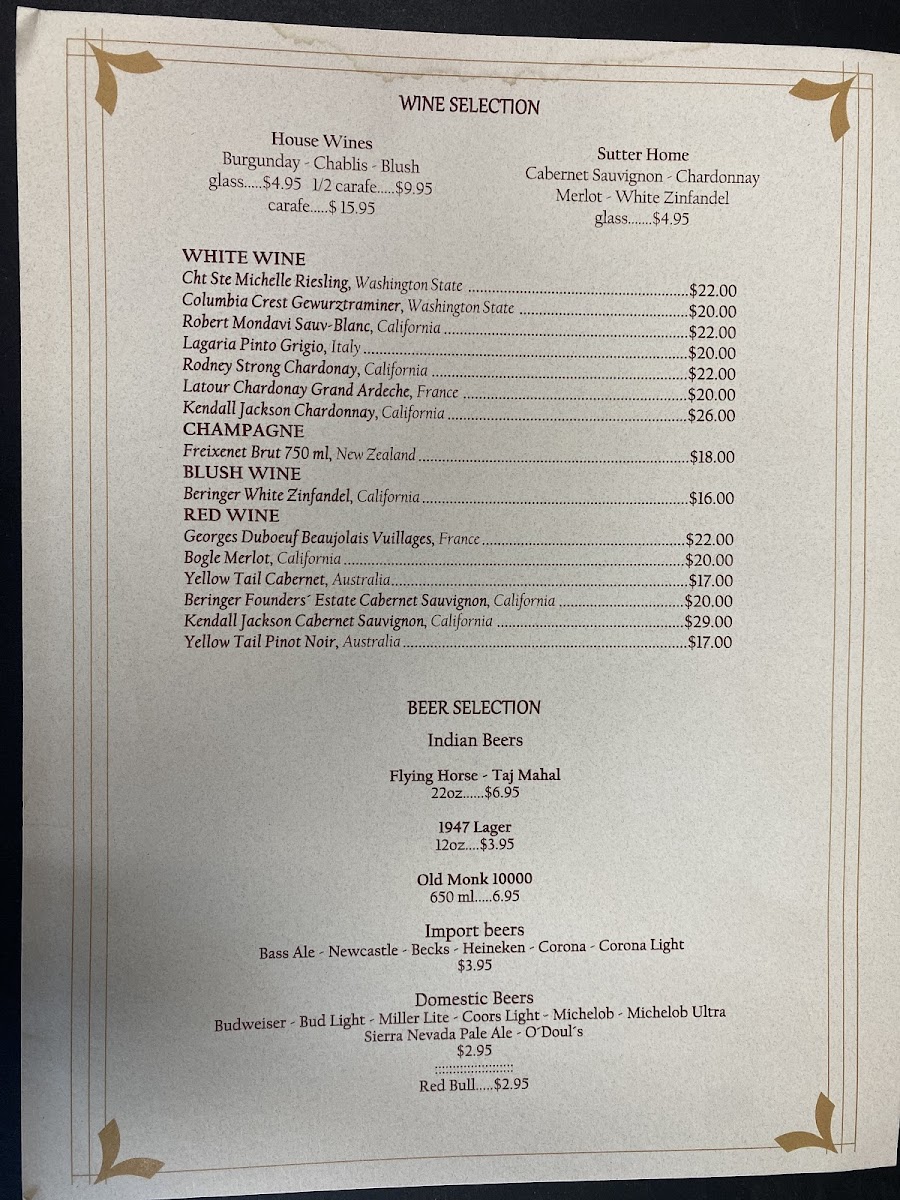 WINE SELECTION
House Wines
Burgunday - Chablis - Blush
glass.....$4.95 1/2 carafe.....$9.95
carafe.....$ 15.95
Sutter Home
Cabernet Sauvignon - Chardonnay
Merlot - White Zinfandel
glass.......$4.95
WHITE WINE
Cht Ste Michelle Riesling, Washington State ........................................................$22.00
Columbia Crest Gewurztraminer, Washington State ...........................................$20.00
Robert Mondavi Sauv-Blanc, California ..............................................................$22.00
Lagaria Pinto Grigio, Italy ...................................................................................$20.00
Rodney Strong Chardonay, California .................................................................$22.00
Latour Chardonay Grand Ardeche, France .........................................................$20.00
Kendall Jackson Chardonnay, California .............................................................$26.00
CHAMPAGNE
Freixenet Brut 750 ml, New Zealand .....................................................................$18.00
BLUSH WINE
Beringer White Zinfandel, California ....................................................................$16.00
RED WINE
Georges Duboeuf Beaujolais Vuillages, France ....................................................$22.00
Bogle Merlot, California .......................................................................................$20.00
Yellow Tail Cabernet, Australia............................................................................$17.00
Beringer Founders´ Estate Cabernet Sauvignon, California ................................$20.00
Kendall Jackson Cabernet Sauvignon, California ................................................$29.00
Yellow Tail Pinot Noir, Australia .........................................................................$17.00
BEER SELECTION
Indian Beers
Flying Horse - Taj Mahal
22oz......$6.95
1947 Lager
12oz....$3.95
Old Monk 10000
650 ml.....6.95
Import beers
Bass Ale - Newcastle - Becks - Heineken - Corona - Corona Light
$3.95
Domestic Beers
Budweiser - Bud Light - Miller Lite - Coors Light - Michelob - Michelob Ultra
Sierra Nevada Pale Ale - O´Doul´s
$2.95
::::::::::::::::::::::
Red Bull.....$2.95